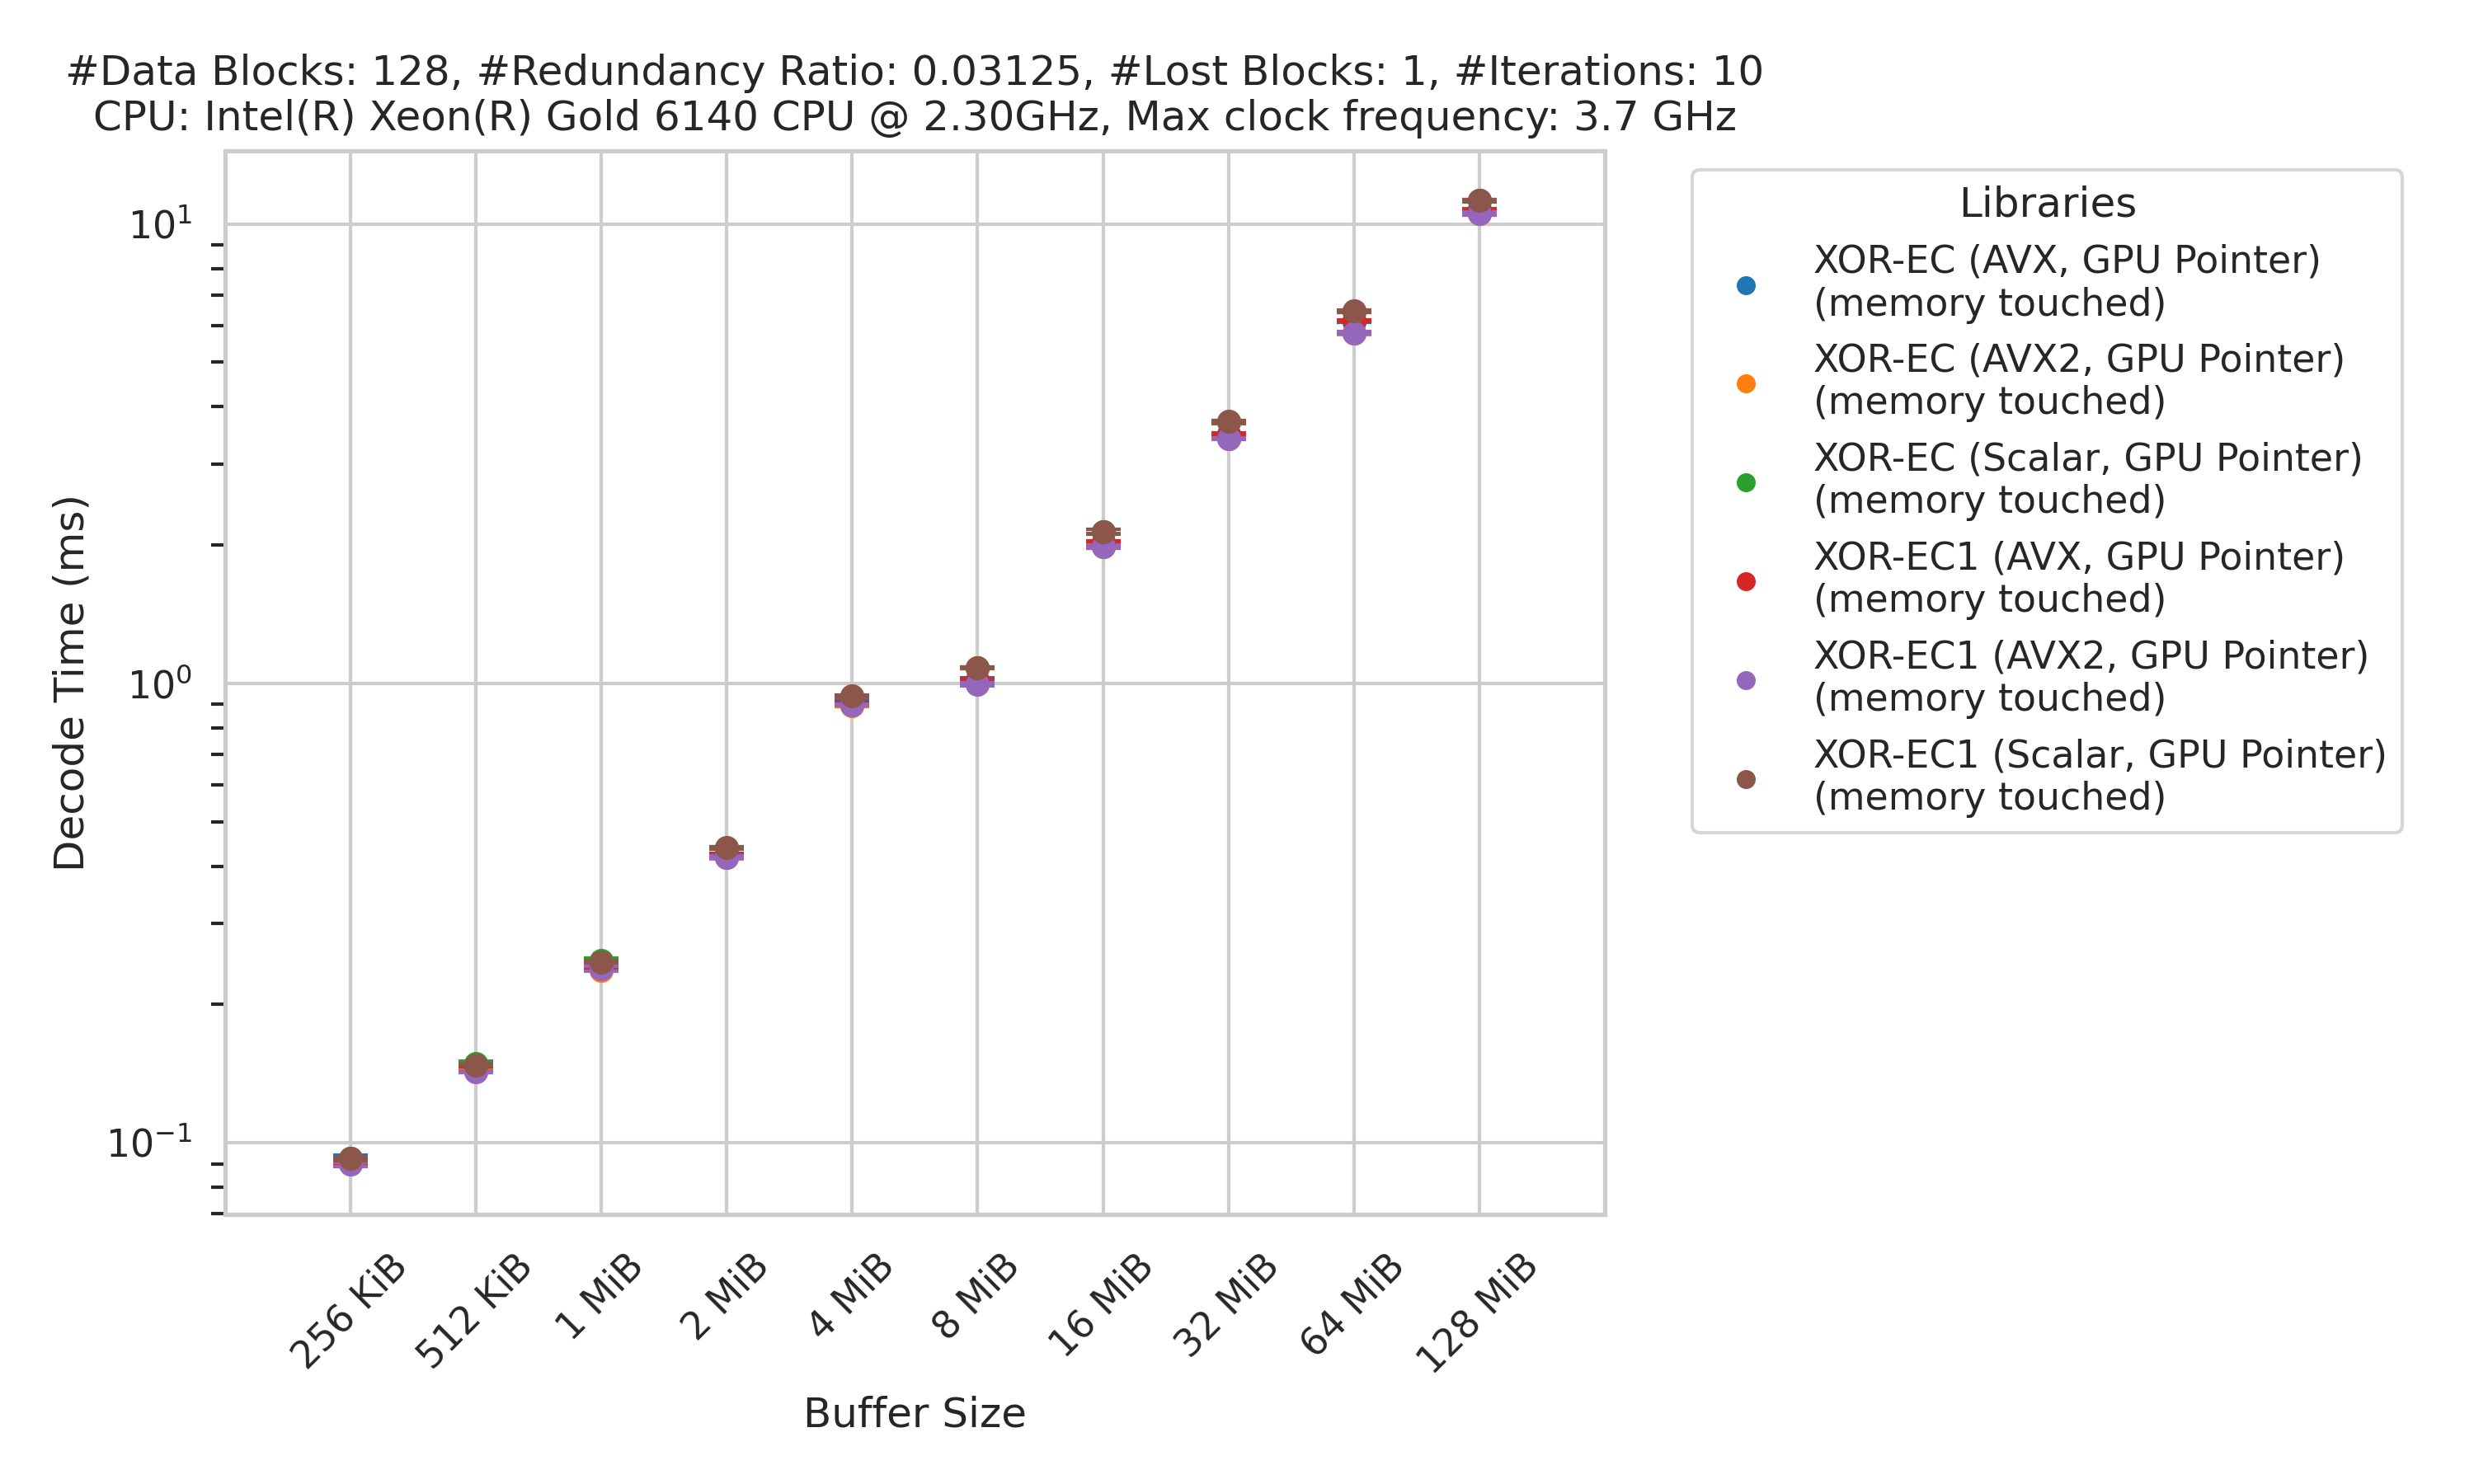 #Data Blocks: 128, #Redundancy Ratio: 0.03125, #Lost Blocks: 1, #Iterations: 10
CPU: Intel(R) Xeon(R) Gold 6140 CPU @ 2.30GHz, Max clock frequency: 3.7 GHz
Decode Time (ms)
10¹
10⁰
10⁻¹
256 KiB
512 KiB
1 MiB
2 MiB
4 MiB
8 MiB
16 MiB
32 MiB
64 MiB
128 MiB
Buffer Size
Libraries
XOR-EC (AVX, GPU Pointer)
(memory touched)
XOR-EC (AVX2, GPU Pointer)
(memory touched)
XOR-EC (Scalar, GPU Pointer)
(memory touched)
XOR-EC1 (AVX, GPU Pointer)
(memory touched)
XOR-EC1 (AVX2, GPU Pointer)
(memory touched)
XOR-EC1 (Scalar, GPU Pointer)
(memory touched)